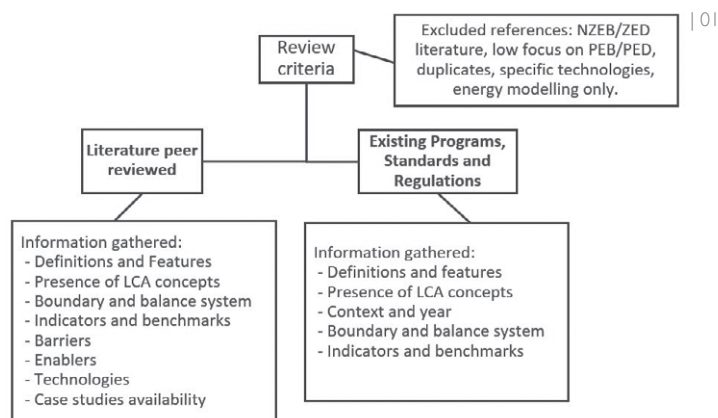 | 01
Review
criteria
Excluded references: NZEB/ZED
literature, low focus on PEB/PED,
duplicates, specific technologies,
energy modelling only.
Literature peer
reviewed
Existing Programs,
Standards and
Regulations
Information gathered:
- Definitions and Features
- Presence of LCA concepts
- Boundary and balance system
- Indicators and benchmarks
- Barriers
- Enablers
- Technologies
- Case studies availability
Information gathered:
- Definitions and features
- Presence of LCA concepts
- Context and year
- Boundary and balance system
- Indicators and benchmarks